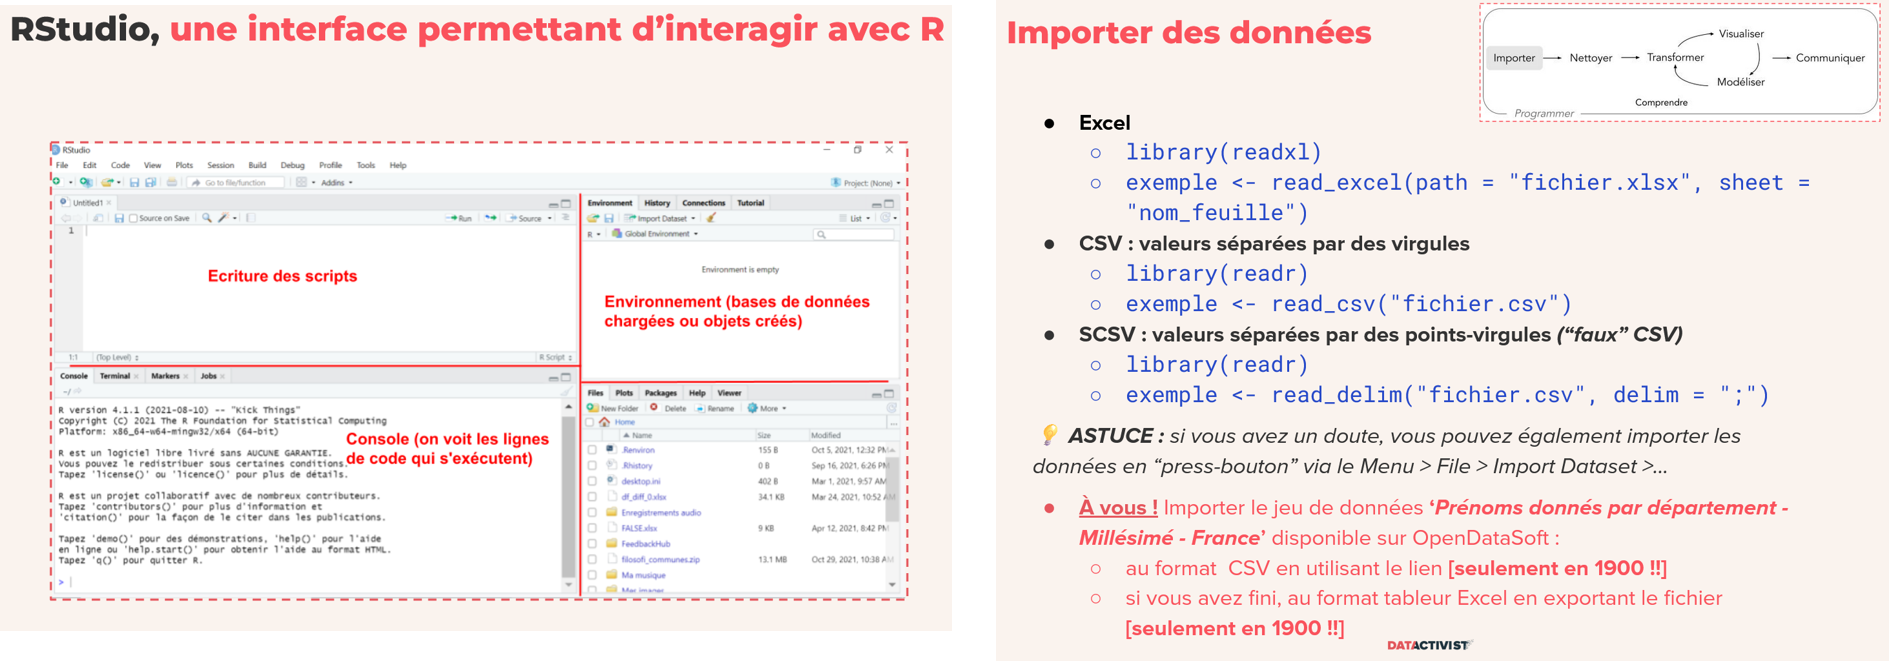 RStudio, une interface permettant d’interagir avec R
RStudio
File Edit Code View Plots Session Build Debug Profile Tools Help
Go to file/function Addins Project: (None)
Untitled1
Source on Save Run Source
1
Ecriture des scripts
1:1 (Top Level) R Script
Console Terminal Markers Jobs
~/
R version 4.1.1 (2021-08-10) -- "Kick Things"
Copyright (C) 2021 The R Foundation for Statistical Computing
Platform: x86_64-w64-mingw32/x64 (64-bit)
R est un logiciel libre livré sans AUCUNE GARANTIE.
Vous pouvez le redistribuer sous certaines conditions.
Tapez 'license()' ou 'licence()' pour plus de détails.
Console (on voit les lignes
de code qui s'exécutent)
R est un projet collaboratif avec de nombreux contributeurs.
Tapez 'contributors()' pour plus d'information et
'citation()' pour la façon de le citer dans les publications.
Tapez 'demo()' pour des démonstrations, 'help()' pour l'aide
en ligne ou 'help.start()' pour obtenir l'aide au format HTML.
Tapez 'q()' pour quitter R.
>
Environment History Connections Tutorial
Import Dataset List
R Global Environment
Environment is empty
Environnement (bases de données
chargées ou objets créés)
Files Plots Packages Help Viewer
New Folder Delete Rename More
Home
Name Size Modified
.Renviron 155 B Oct 5, 2021, 12:32 PM
.Rhistory 0 B Sep 16, 2021, 6:26 PM
desktop.ini 402 B Mar 1, 2021, 9:57 AM
df_diff_0.xlsx 34.1 KB Mar 24, 2021, 10:52 AM
Enregistrements audio
FALSE.xlsx 9 KB Apr 12, 2021, 8:42 PM
FeedbackHub
filosofi_communes.zip 13.1 MB Oct 29, 2021, 10:38 AM
Ma musique
Mes images
Importer des données
Importer Nettoyer Transformer Visualiser Modéliser Communiquer
Comprendre
Programmer
● Excel
○ library(readxl)
○ exemple <- read_excel(path = "fichier.xlsx", sheet =
"nom_feuille")
● CSV : valeurs séparées par des virgules
○ library(readr)
○ exemple <- read_csv("fichier.csv")
● SCSV : valeurs séparées par des points-virgules (“faux” CSV)
○ library(readr)
○ exemple <- read_delim("fichier.csv", delim = ";")
💡 ASTUCE : si vous avez un doute, vous pouvez également importer les
données en “press-bouton” via le Menu > File > Import Dataset >...
● À vous ! Importer le jeu de données ‘Prénoms donnés par département -
Millésimé - France’ disponible sur OpenDataSoft :
○ au format CSV en utilisant le lien [seulement en 1900 !!]
○ si vous avez fini, au format tableur Excel en exportant le fichier
[seulement en 1900 !!]
DATACTIVIST